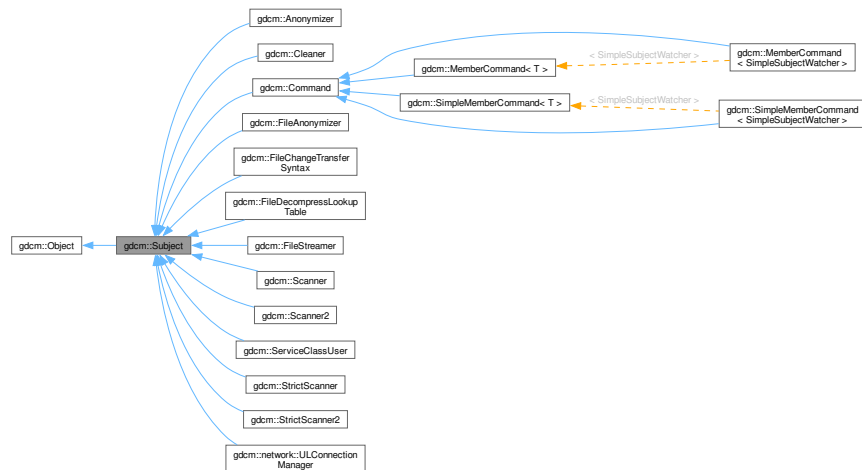 gdcm::Anonymizer
gdcm::Cleaner
gdcm::Command
gdcm::FileAnonymizer
gdcm::FileChangeTransfer
Syntax
gdcm::FileDecompressLookup
Table
gdcm::Object
gdcm::Subject
gdcm::FileStreamer
gdcm::Scanner
gdcm::Scanner2
gdcm::ServiceClassUser
gdcm::StrictScanner
gdcm::StrictScanner2
gdcm::network::ULConnection
Manager
gdcm::MemberCommand< T >
gdcm::SimpleMemberCommand< T >
< SimpleSubjectWatcher >
< SimpleSubjectWatcher >
gdcm::MemberCommand
< SimpleSubjectWatcher >
gdcm::SimpleMemberCommand
< SimpleSubjectWatcher >